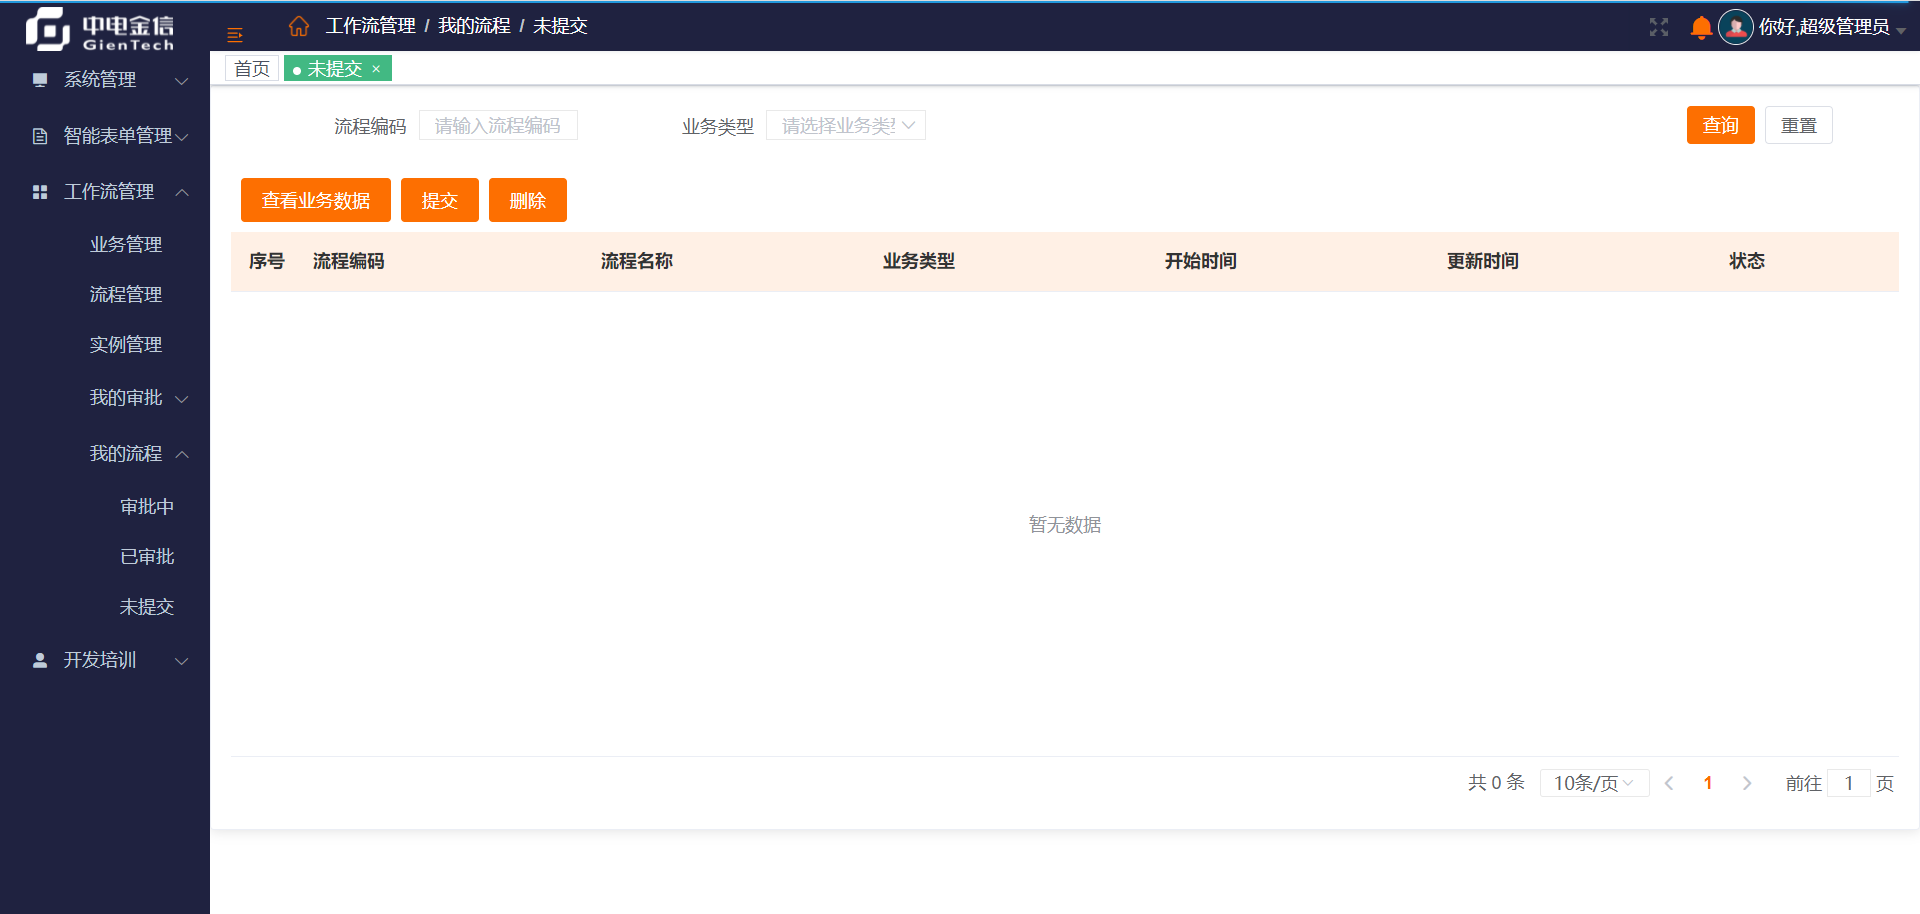 中电金信
GienTech
工作流管理 / 我的流程 / 未提交
你好,超级管理员
首页
未提交 ×
系统管理
智能表单管理
工作流管理
业务管理
流程管理
实例管理
我的审批
我的流程
审批中
已审批
未提交
开发培训
流程编码 请输入流程编码 业务类型 请选择业务类型 查询 重置
查看业务数据 提交 删除
序号 流程编码 流程名称 业务类型 开始时间 更新时间 状态
暂无数据
共 0 条 10条/页 1 前往 1 页